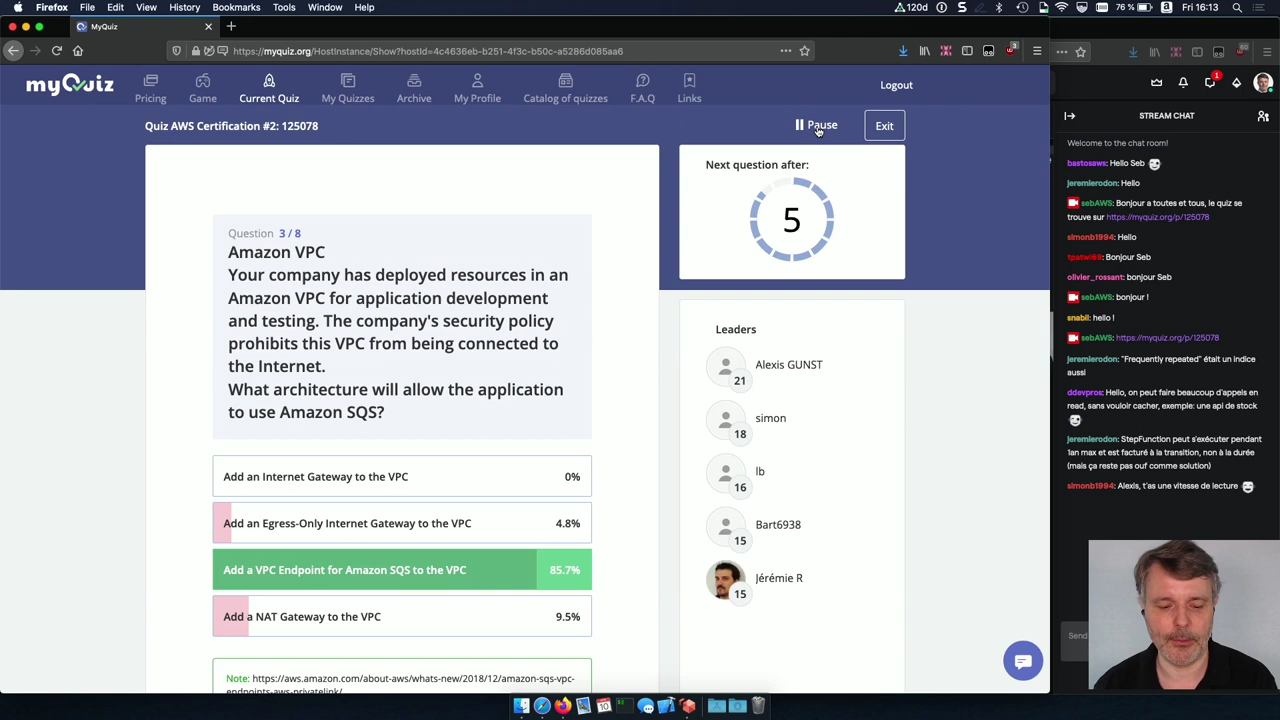 Firefox File Edit View History Bookmarks Tools Window Help
120d 76 % Fri 16:13
MyQuiz
https://myquiz.org/HostInstance/Show?hostId=4c4636eb-b251-4f3c-b50c-a5286d085aa6
3
myQuiz
Pricing Game Current Quiz My Quizzes Archive My Profile Catalog of quizzes F.A.Q Links
Logout
Quiz AWS Certification #2: 125078
Pause
Exit
Question 3 / 8
Amazon VPC
Your company has deployed resources in an
Amazon VPC for application development
and testing. The company's security policy
prohibits this VPC from being connected to
the Internet.
What architecture will allow the application
to use Amazon SQS?
Add an Internet Gateway to the VPC 0%
Add an Egress-Only Internet Gateway to the VPC 4.8%
Add a VPC Endpoint for Amazon SQS to the VPC 85.7%
Add a NAT Gateway to the VPC 9.5%
Note: https://aws.amazon.com/about-aws/whats-new/2018/12/amazon-sqs-vpc-
endpoints-aws-privatelink/
Next question after:
5
Leaders
Alexis GUNST
21
simon
18
lb
16
Bart6938
15
Jérémie R
15
1
STREAM CHAT
Welcome to the chat room!
bastosaws: Hello Seb
jeremierodon: Hello
sebAWS: Bonjour a toutes et tous, le quiz se
trouve sur https://myquiz.org/p/125078
simonb1994: Hello
Bonjour Seb
olivier_rossant: bonjour Seb
sebAWS: bonjour !
snabil: hello !
sebAWS: https://myquiz.org/p/125078
jeremierodon: "Frequently repeated" était un indice
aussi
ddevpros: Hello, on peut faire beaucoup d'appels en
read, sans vouloir cacher, exemple: une api de stock
jeremierodon: StepFunction peut s'exécuter pendant
1an max et est facturé à la transition, non à la durée
(mais ça reste pas ouf comme solution)
simonb1994: Alexis, t'as une vitesse de lecture
Send
10